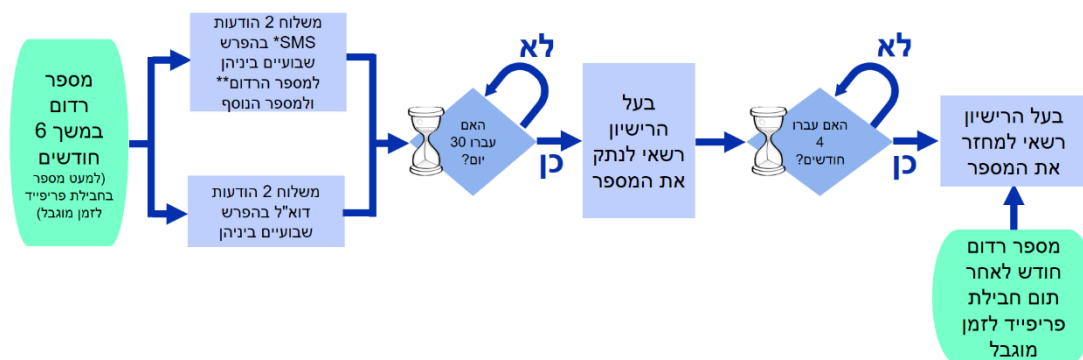 מספר
רדום
במשך 6
חודשים
(למעט מספר
בחבילת פריפייד
לזמן מוגבל)
משלוח 2 הודעות
SMS* בהפרש
שבועיים ביניהן
למספר הרדום**
ולמספר הנוסף
משלוח 2 הודעות
דוא"ל בהפרש
שבועיים ביניהן
לא
האם
עברו 30
יום?
כן
בעל
הרישיון
רשאי לנתק
את המספר
לא
האם עברו
4
חודשים?
כן
בעל הרישיון
רשאי למחזר
את המספר
מספר רדום
חודש לאחר
תום חבילת
פריפייד לזמן
מוגבל